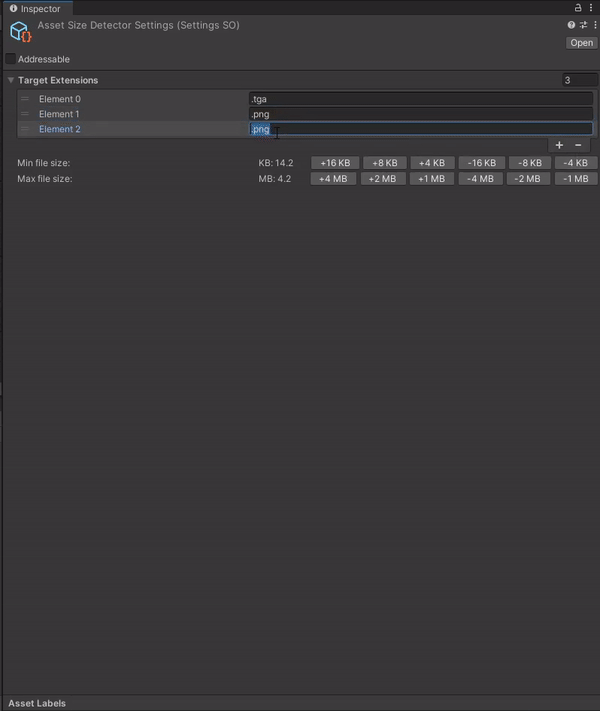 Inspector
Asset Size Detector Settings (Settings SO)
Open
Addressable
Target Extensions 3
Element 0 .tga
Element 1 .png
Element 2 .png
Min file size: KB: 14.2 +16 KB +8 KB +4 KB -16 KB -8 KB -4 KB
Max file size: MB: 4.2 +4 MB +2 MB +1 MB -4 MB -2 MB -1 MB
Asset Labels